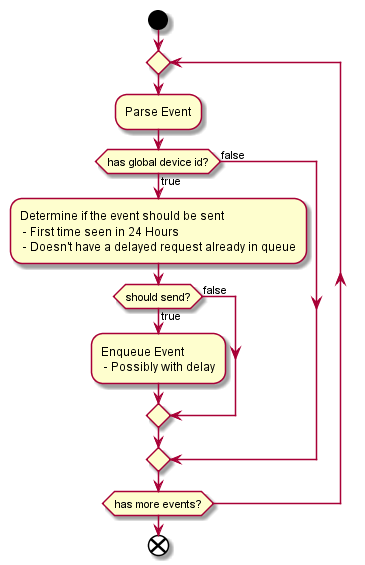 Parse Event
has global device id?
false
true
Determine if the event should be sent
- First time seen in 24 Hours
- Doesn't have a delayed request already in queue
should send?
false
true
Enqueue Event
- Possibly with delay
has more events?